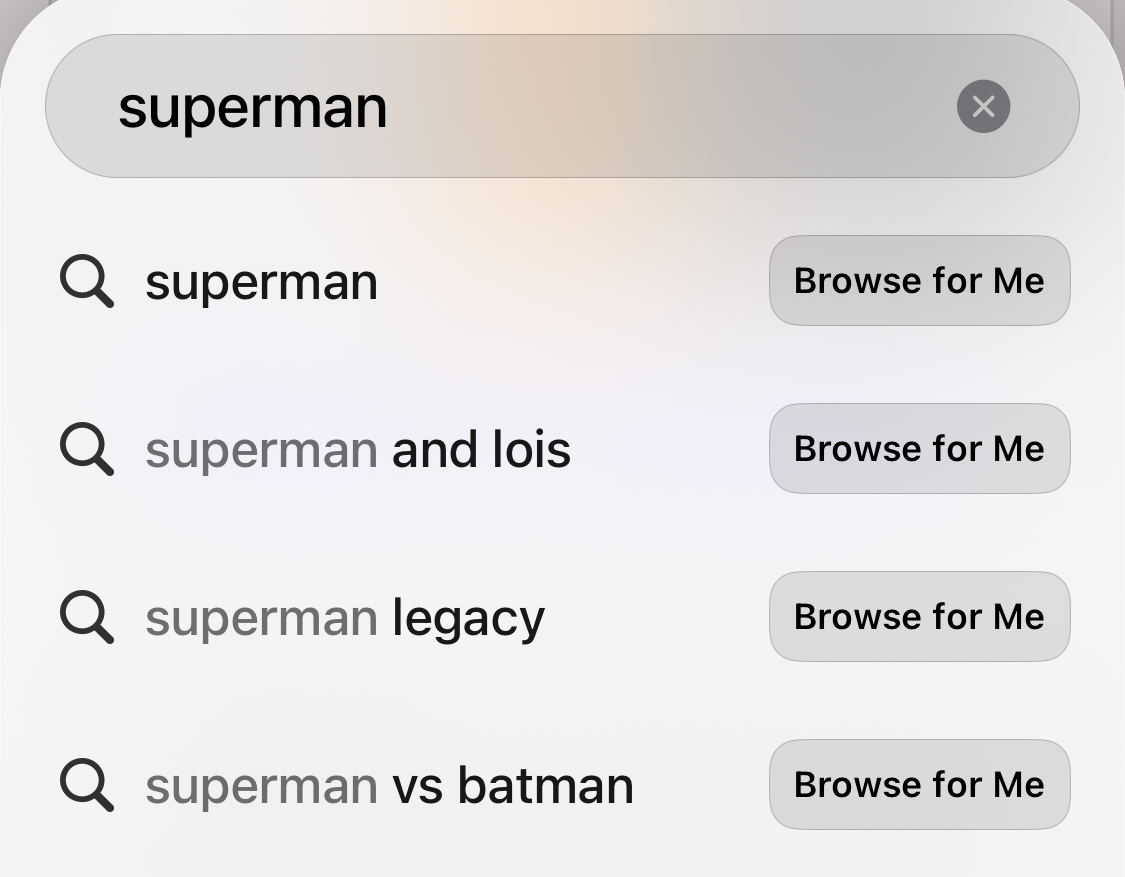 superman
superman Browse for Me
superman and lois Browse for Me
superman legacy Browse for Me
superman vs batman Browse for Me